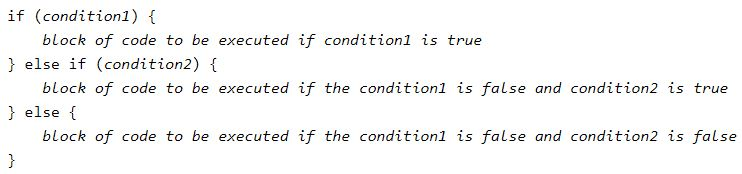 if (condition1) {
    block of code to be executed if condition1 is true
} else if (condition2) {
    block of code to be executed if the condition1 is false and condition2 is true
} else {
    block of code to be executed if the condition1 is false and condition2 is false
}